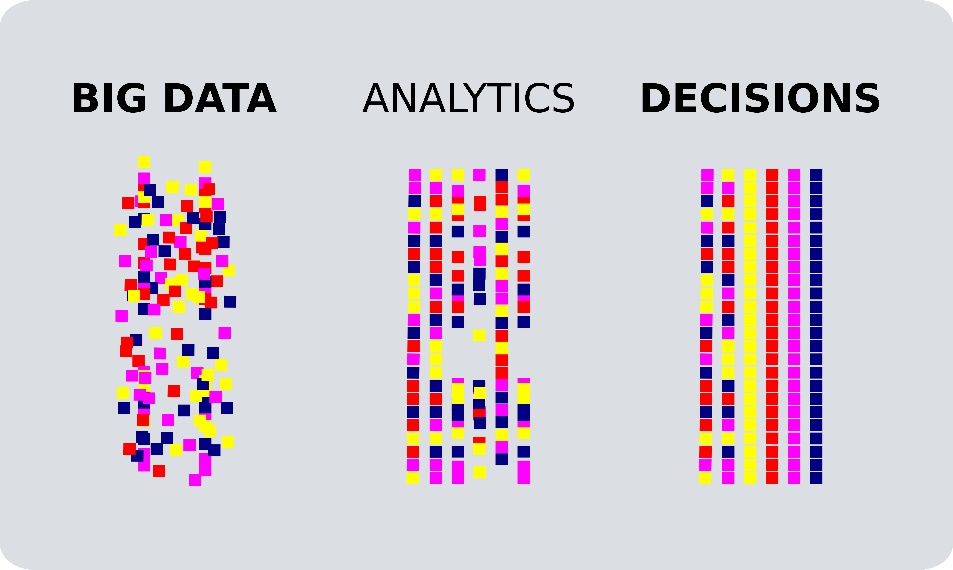 BIG DATA ANALYTICS DECISIONS